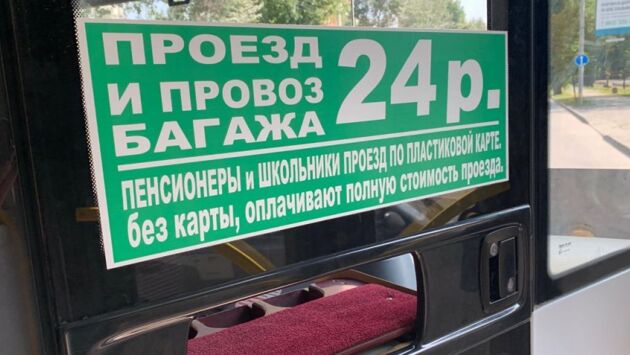 ПРОЕЗД
И ПРОВОЗ
БАГАЖА
24 р.
ПЕНСИОНЕРЫ и ШКОЛЬНИКИ ПРОЕЗД ПО ПЛАСТИКОВОЙ КАРТЕ.
без карты, оплачивают полную стоимость проезда.